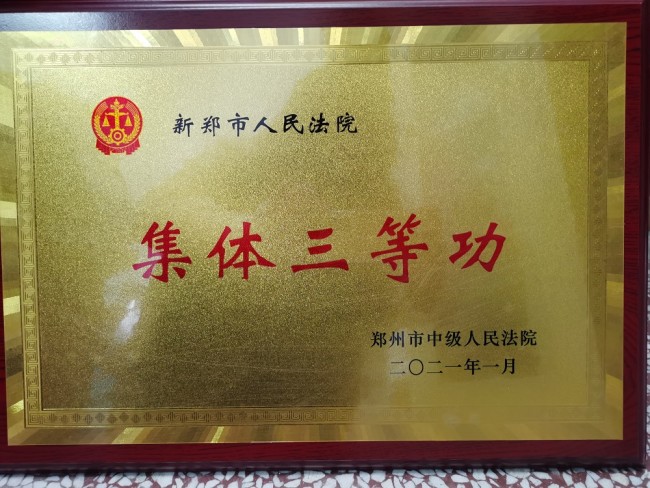 新郑市人民法院
集体三等功
郑州市中级人民法院
二〇二一年一月